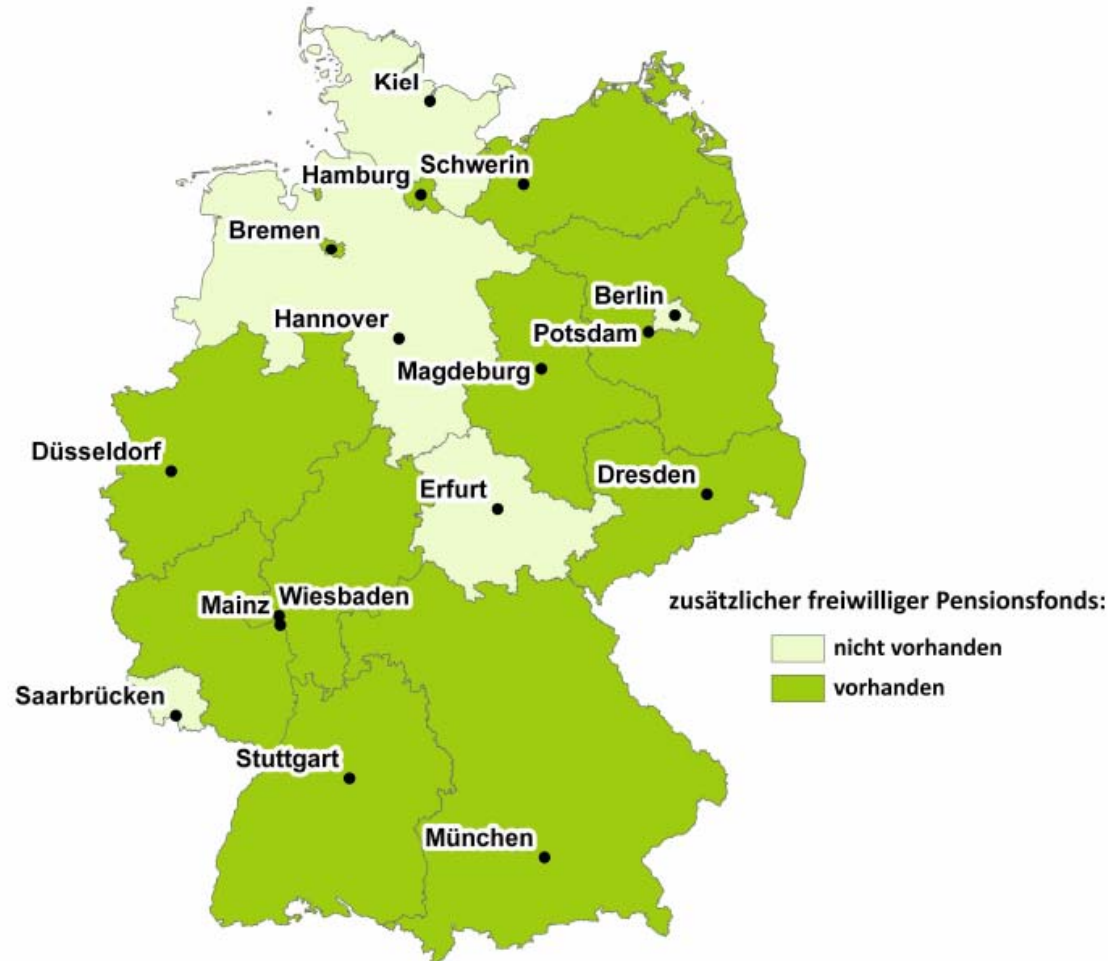 Kiel
Schwerin
Hamburg
Bremen
Berlin
Hannover
Potsdam
Magdeburg
Düsseldorf
Dresden
Erfurt
Wiesbaden
Mainz
zusätzlicher freiwilliger Pensionsfonds:
nicht vorhanden
vorhanden
Saarbrücken
Stuttgart
München